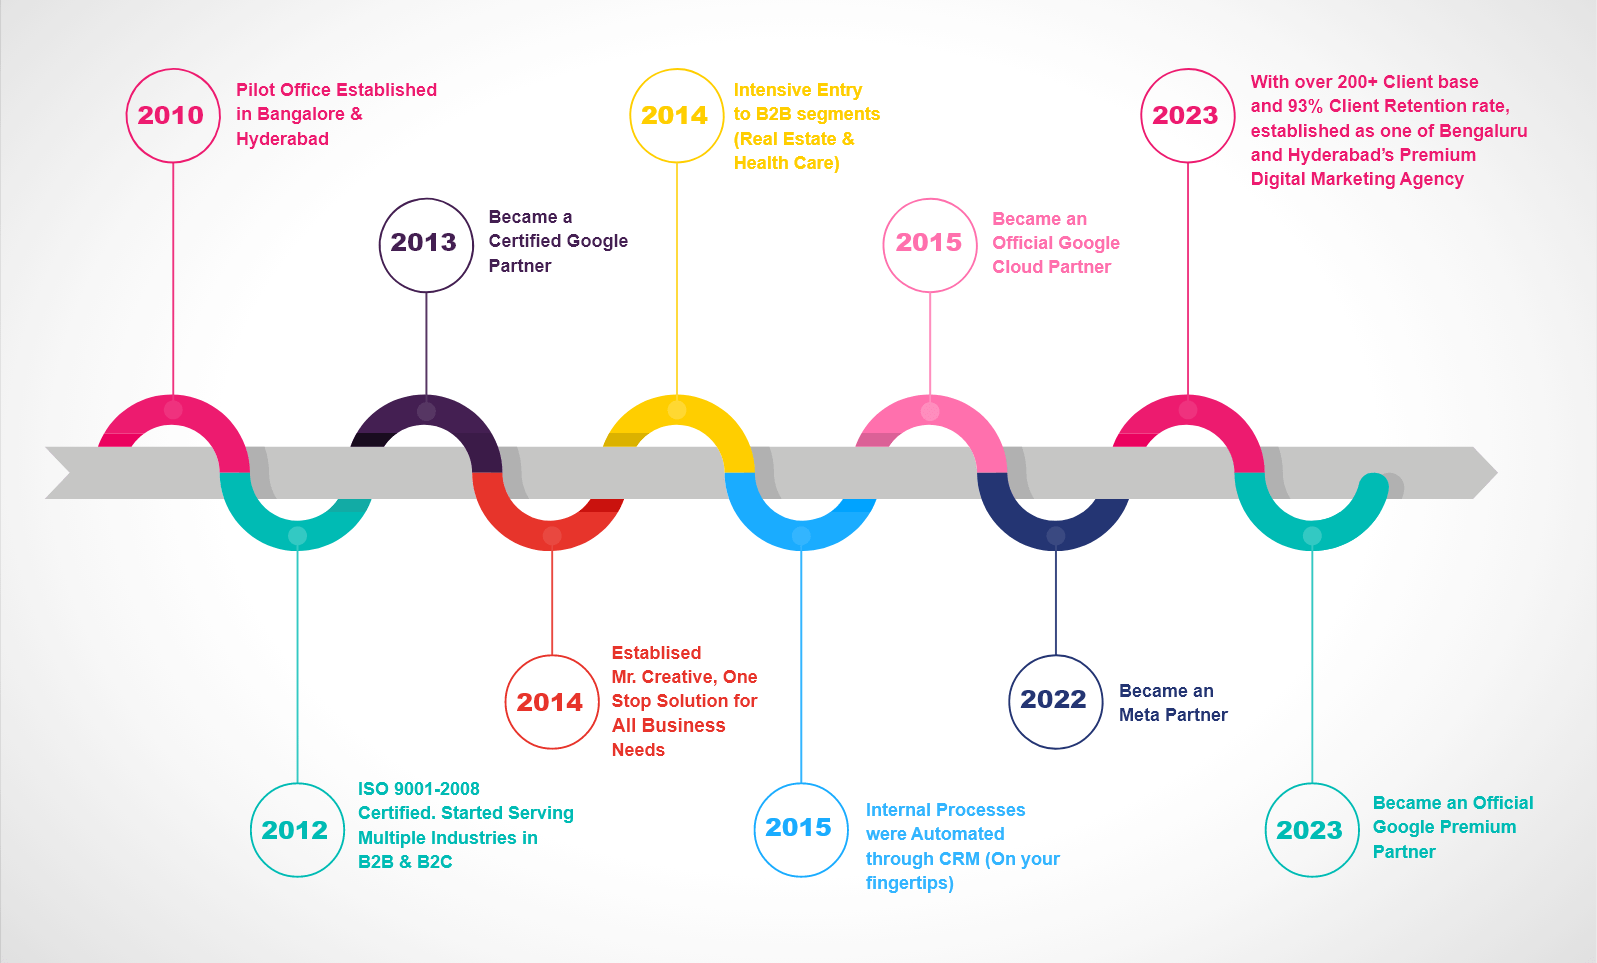 2010
Pilot Office Established
in Bangalore &
Hyderabad
2012
ISO 9001-2008
Certified. Started Serving
Multiple Industries in
B2B & B2C
2013
Became a
Certified Google
Partner
2014
Establised
Mr. Creative, One
Stop Solution for
All Business
Needs
2014
Intensive Entry
to B2B segments
(Real Estate &
Health Care)
2015
Internal Processes
were Automated
through CRM (On your
fingertips)
2015
Became an
Official Google
Cloud Partner
2022
Became an
Meta Partner
2023
With over 200+ Client base
and 93% Client Retention rate,
established as one of Bengaluru
and Hyderabad’s Premium
Digital Marketing Agency
2023
Became an Official
Google Premium
Partner